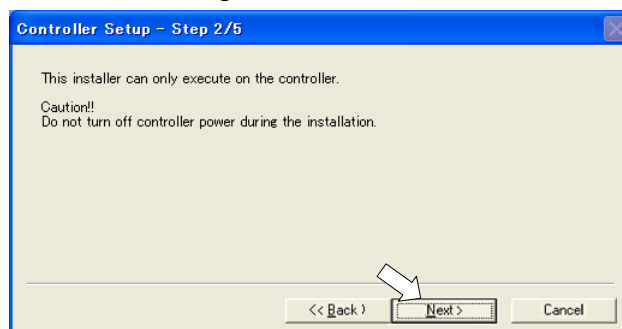 Controller Setup - Step 2/5
This installer can only execute on the controller.
Caution!!
Do not turn off controller power during the installation.
<< Back )
Next >
Cancel